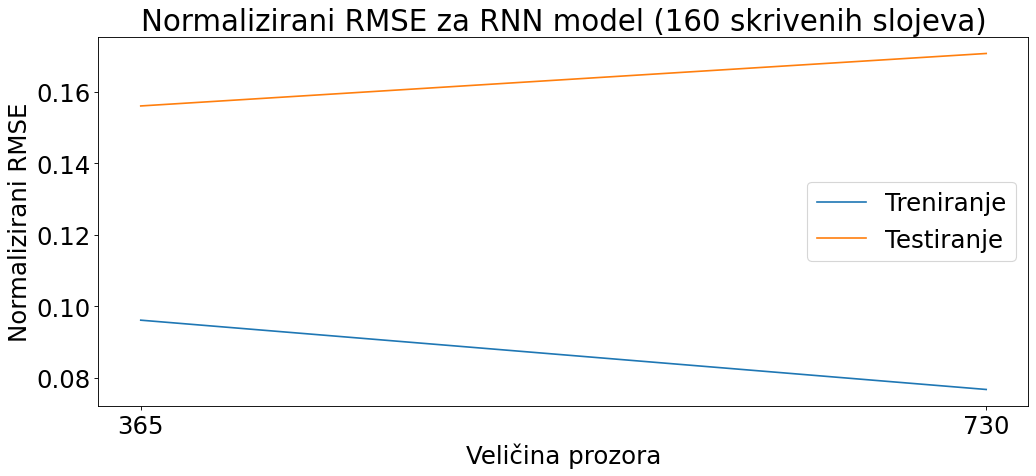 Normalizirani RMSE za RNN model (160 skrivenih slojeva)
Normalizirani RMSE
0.16
0.14
0.12
0.10
0.08
Treniranje
Testiranje
365
730
Veličina prozora